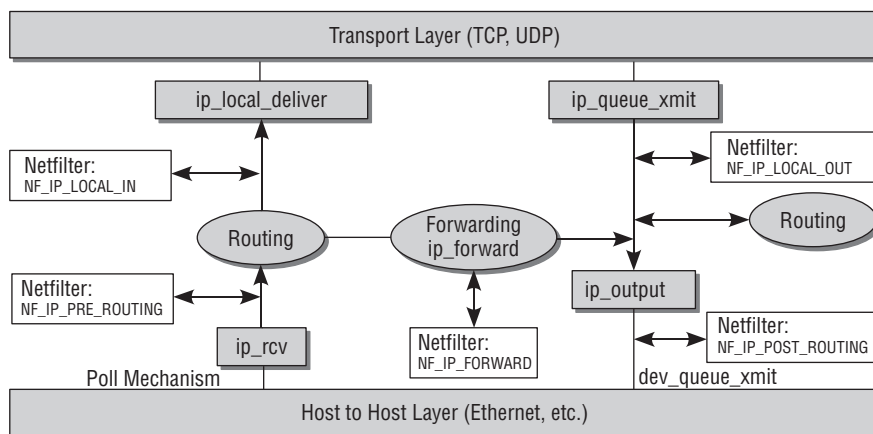 Transport Layer (TCP, UDP)
ip_local_deliver
ip_queue_xmit
Netfilter:
NF_IP_LOCAL_IN
Netfilter:
NF_IP_LOCAL_OUT
Routing
Forwarding
ip_forward
Routing
Netfilter:
NF_IP_PRE_ROUTING
ip_output
ip_rcv
Netfilter:
NF_IP_FORWARD
Netfilter:
NF_IP_POST_ROUTING
Poll Mechanism
dev_queue_xmit
Host to Host Layer (Ethernet, etc.)